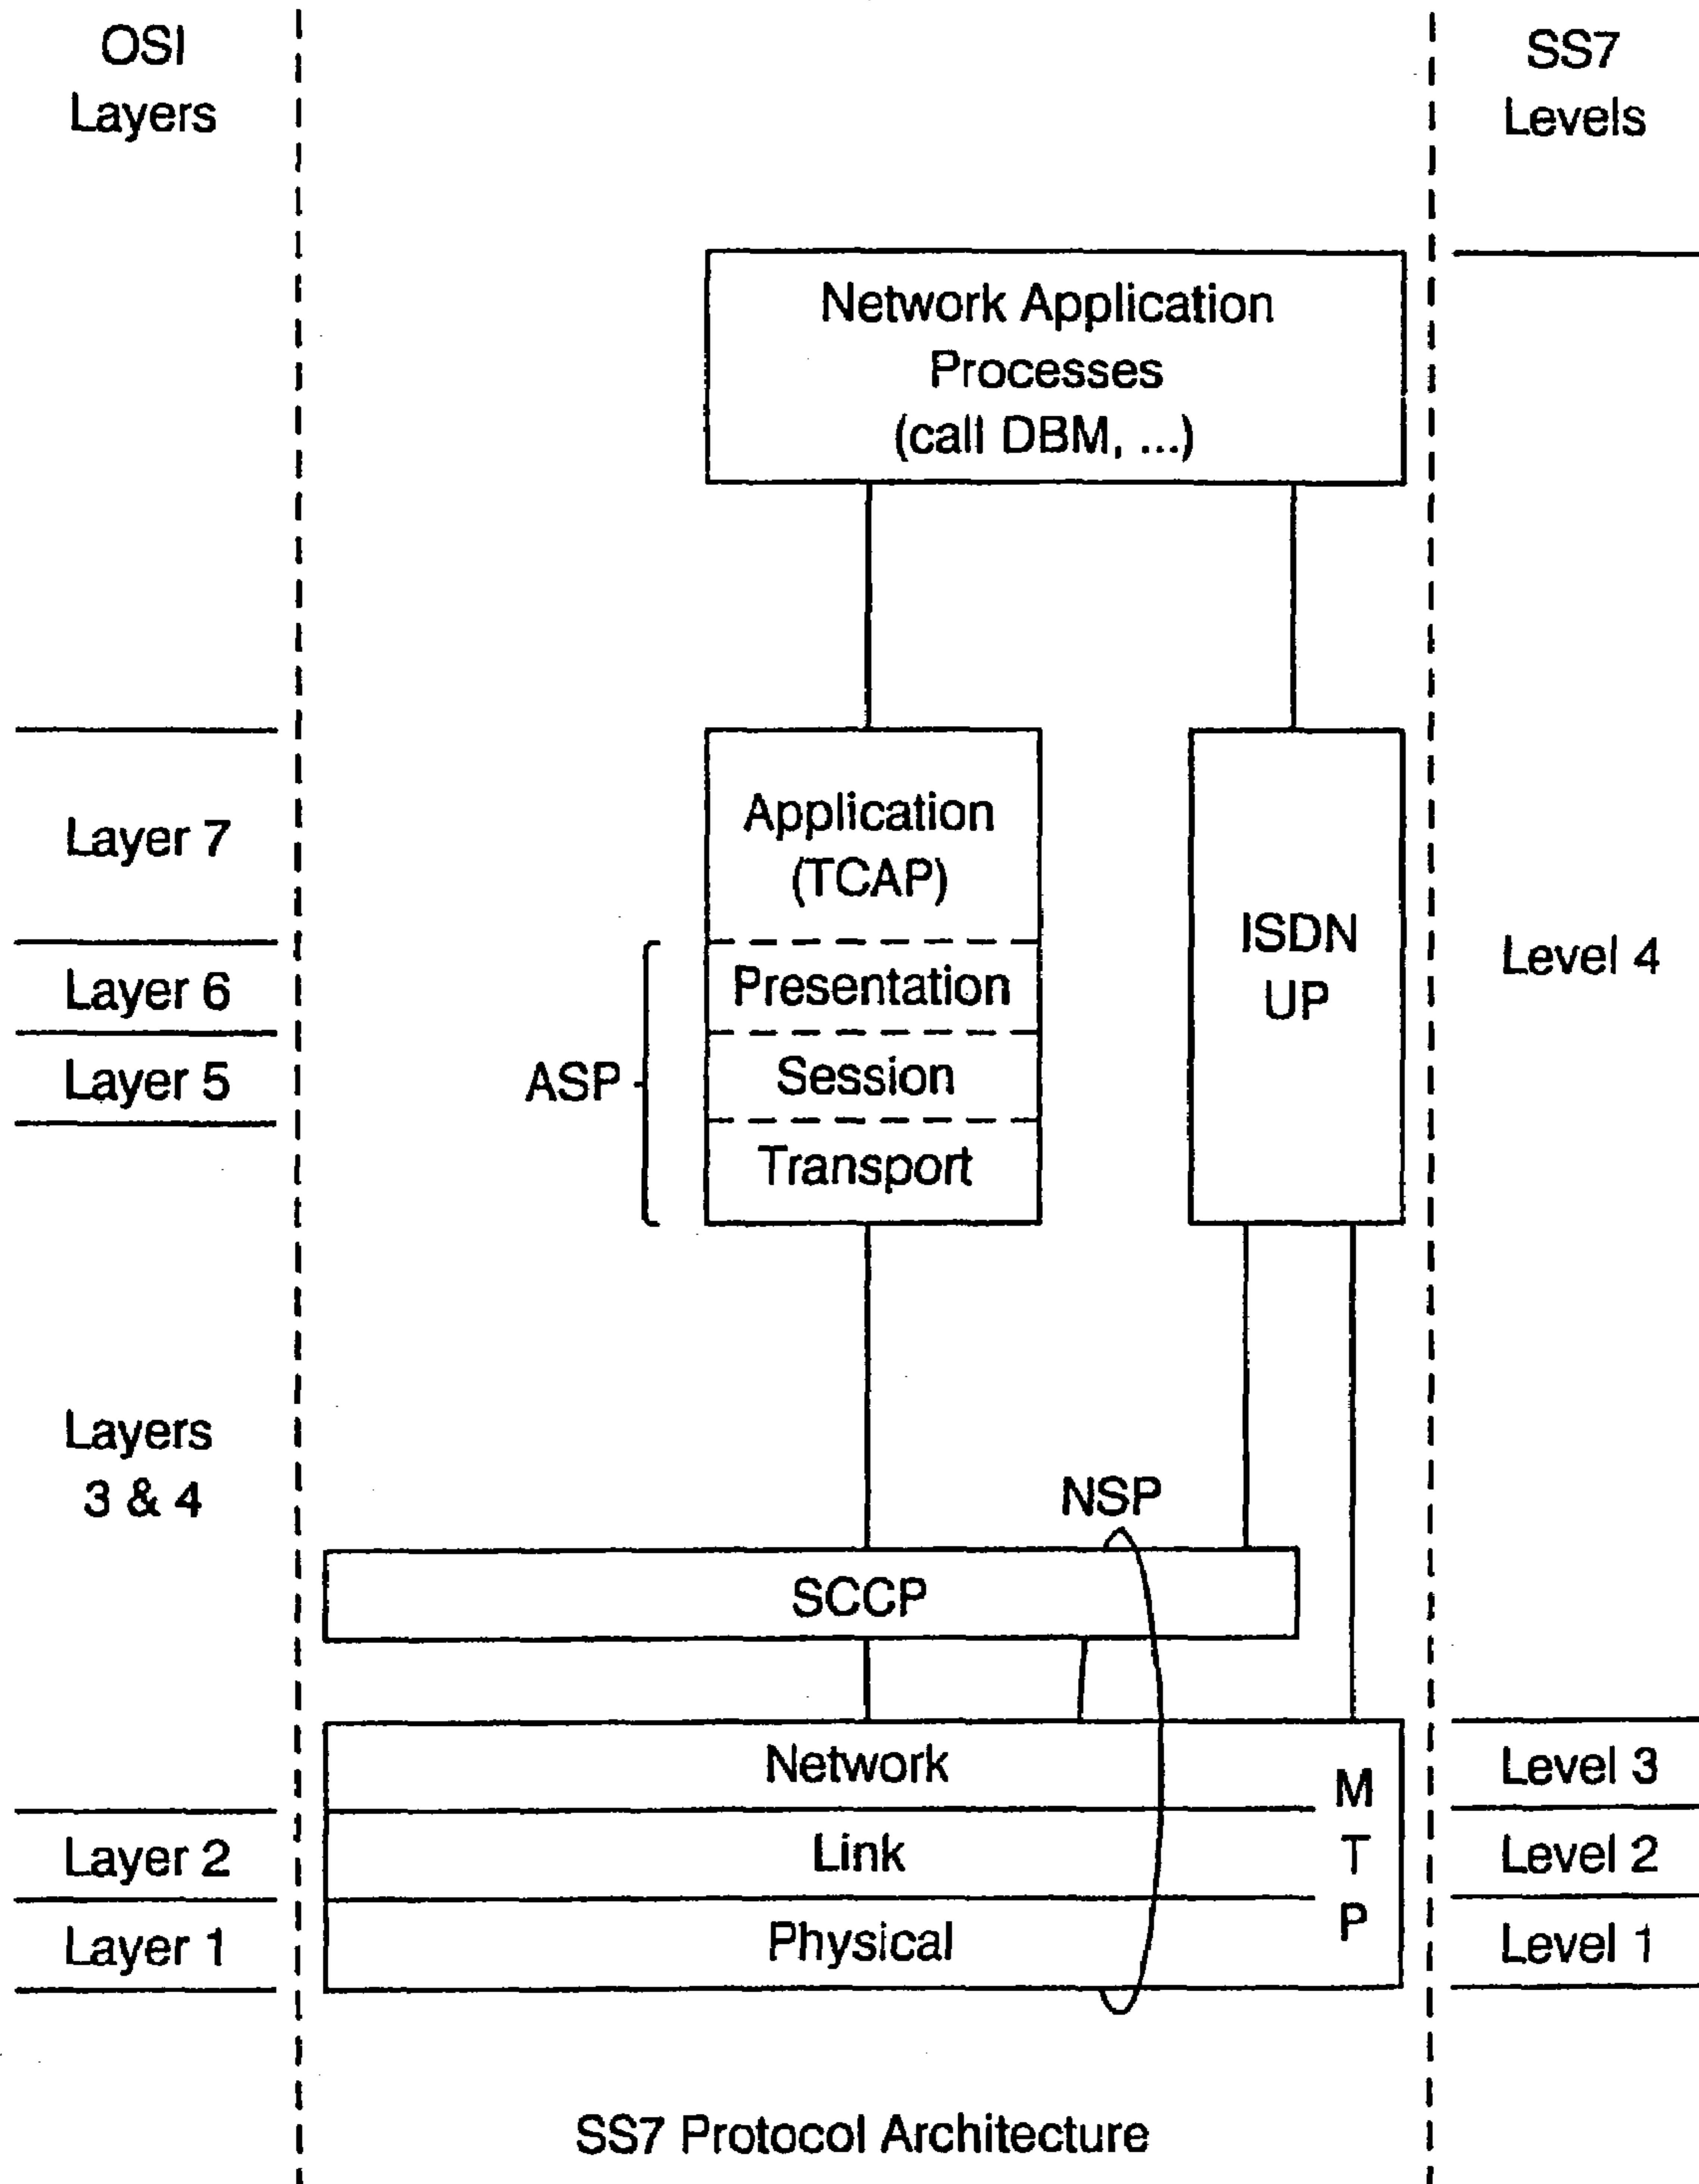 OSI
Layers
SS7
Levels
Network Application
Processes
(call DBM, ...)
Layer 7
Application
(TCAP)
ISDN
UP
Level 4
Layer 6
Presentation
Layer 5
ASP
Session
Transport
Layers
3 & 4
NSP
SCCP
Network
M
T
P
Level 3
Layer 2
Link
Level 2
Layer 1
Physical
Level 1
SS7 Protocol Architecture